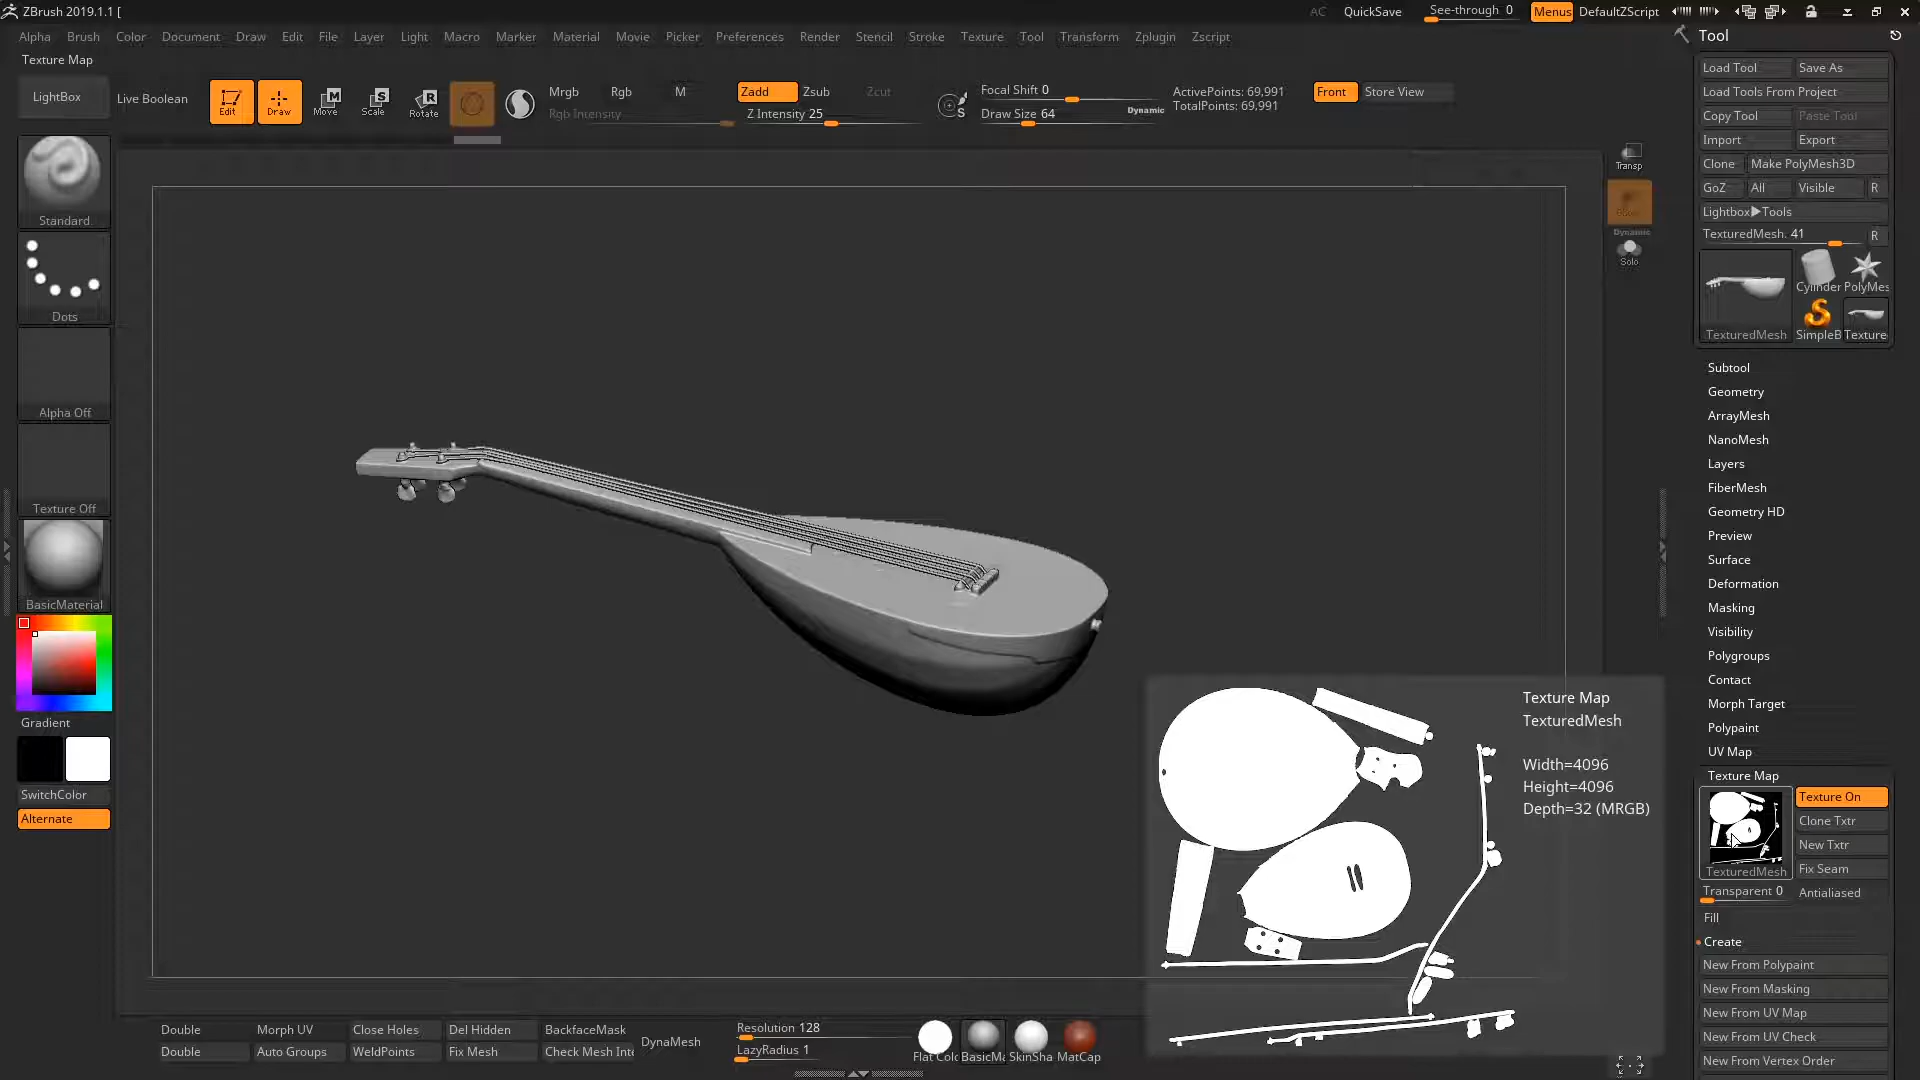 ZBrush 2019.1.1 [
AC QuickSave See-through 0 Menus DefaultZScript
Alpha Brush Color Document Draw Edit File Layer Light Macro Marker Material Movie Picker Preferences Render Stencil Stroke Texture Tool Transform Zplugin Zscript
Texture Map
LightBox Live Boolean
Edit Draw Move Scale Rotate
Mrgb Rgb M
Rgb Intensity
Zadd Zsub Zcut
Z Intensity 25
S
Focal Shift 0
Draw Size 64 Dynamic
ActivePoints: 69,991
TotalPoints: 69,991
Front Store View
Standard
Dots
Alpha Off
Texture Off
BasicMaterial
Gradient
SwitchColor
Alternate
Transp
Dynamic
Solo
Texture Map
TexturedMesh
Width=4096
Height=4096
Depth=32 (MRGB)
Tool
Load Tool Save As
Load Tools From Project
Copy Tool Paste Tool
Import Export
Clone Make PolyMesh3D
GoZ All Visible R
Lightbox▶Tools
TexturedMesh. 41 R
Cylinder PolyMes
TexturedMesh SimpleB Texture
Subtool
Geometry
ArrayMesh
NanoMesh
Layers
FiberMesh
Geometry HD
Preview
Surface
Deformation
Masking
Visibility
Polygroups
Contact
Morph Target
Polypaint
UV Map
Texture Map
Texture On
Clone Txtr
New Txtr
TexturedMesh Fix Seam
Transparent 0 Antialiased
Fill
Create
New From Polypaint
New From Masking
New From UV Map
New From UV Check
New From Vertex Order
Double Morph UV Close Holes Del Hidden BackfaceMask
Double Auto Groups WeldPoints Fix Mesh Check Mesh Inte
DynaMesh
Resolution 128
LazyRadius 1
Flat Colo BasicMa SkinSha MatCap